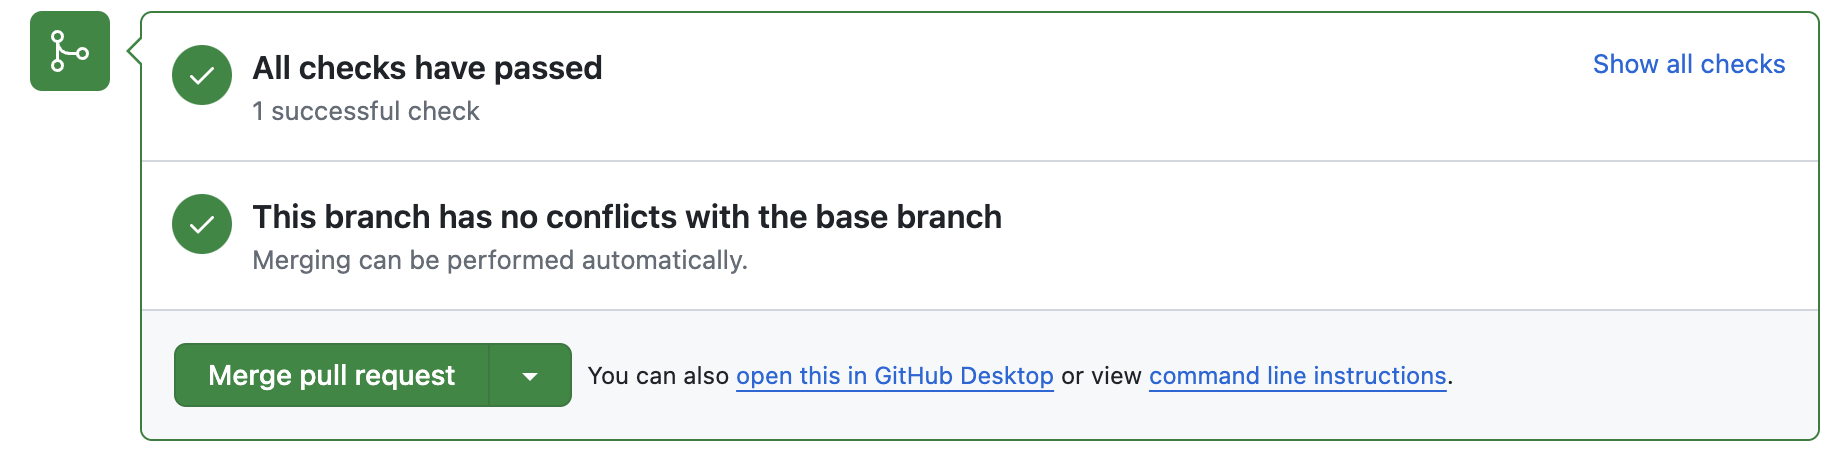 All checks have passed
Show all checks
1 successful check
This branch has no conflicts with the base branch
Merging can be performed automatically.
Merge pull request
You can also open this in GitHub Desktop or view command line instructions.